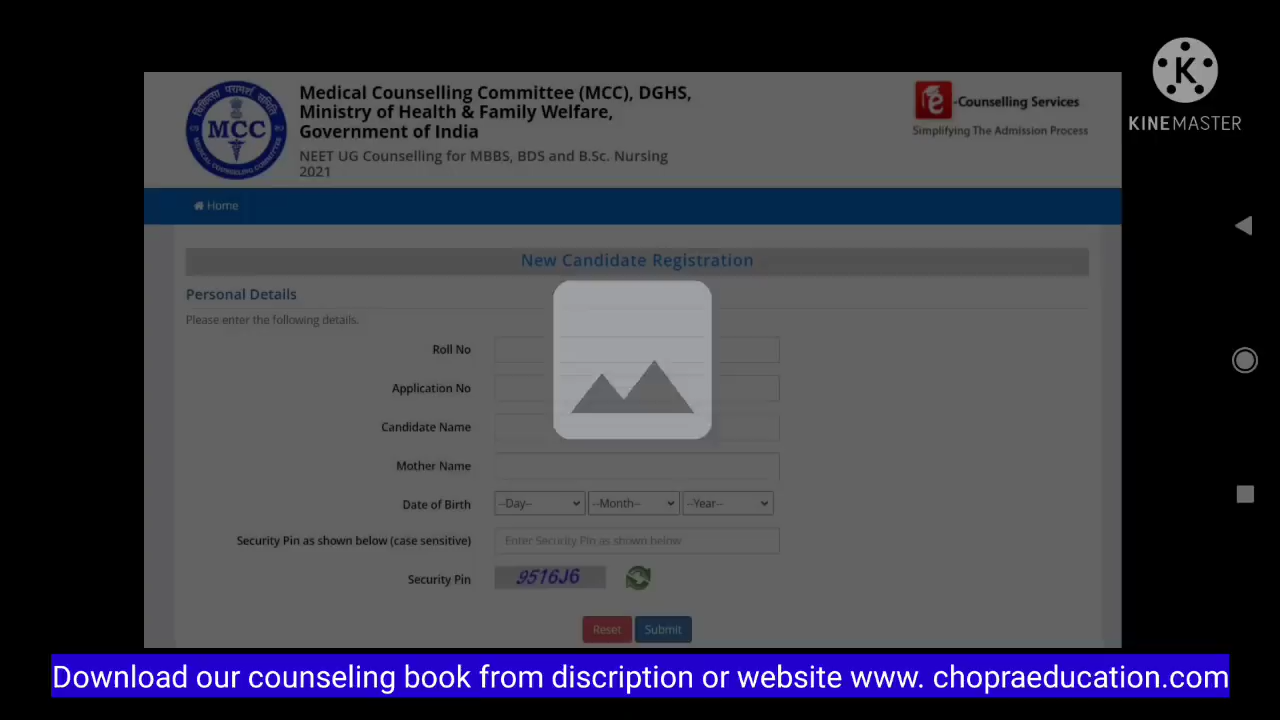 Medical Counselling Committee (MCC), DGHS,
Ministry of Health & Family Welfare,
Government of India
NEET UG Counselling for MBBS, BDS and B.Sc. Nursing
2021
MCC
e-Counselling Services
Simplifying The Admission Process
K
KINEMASTER
Home
New Candidate Registration
Personal Details
Please enter the following details.
Roll No
Application No
Candidate Name
Mother Name
Date of Birth
--Day-- --Month-- --Year--
Security Pin as shown below (case sensitive)
Enter Security Pin as shown below
Security Pin
9516J6
Reset Submit
Download our counseling book from discription or website www. chopraeducation.com